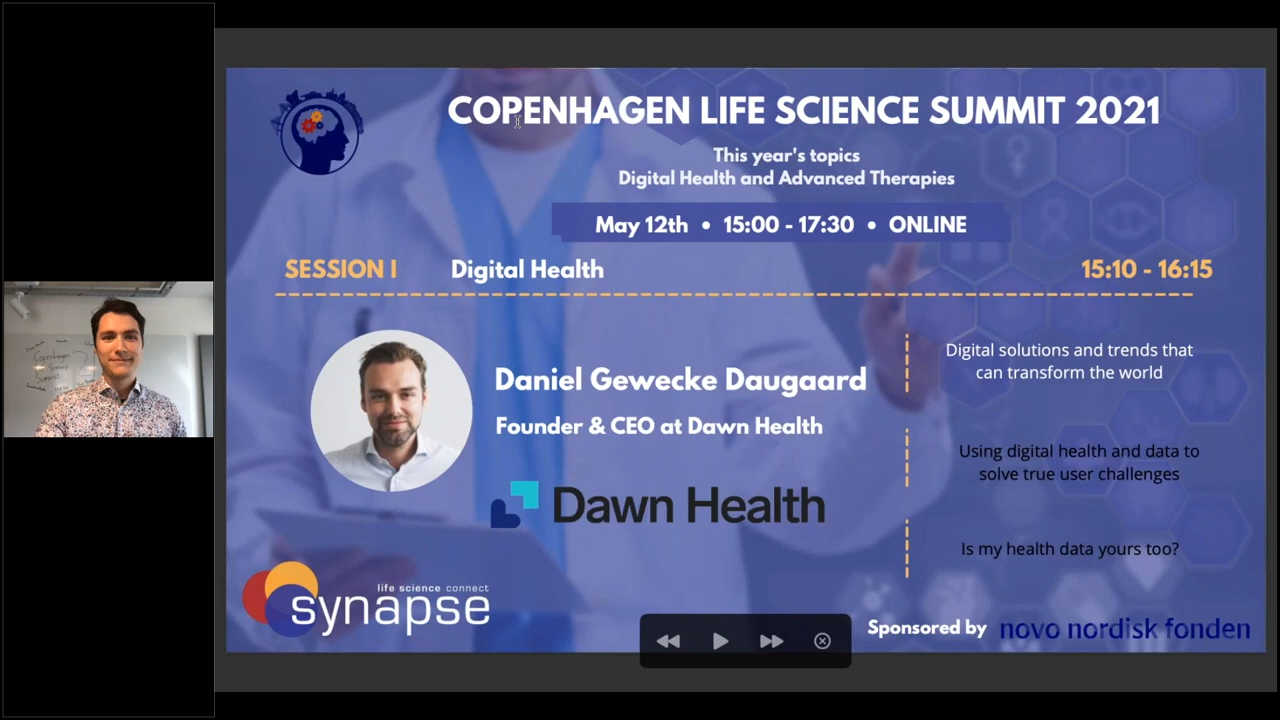 COPENHAGEN LIFE SCIENCE SUMMIT 2021
This year's topics
Digital Health and Advanced Therapies
May 12th • 15:00 - 17:30 • ONLINE
SESSION I Digital Health 15:10 - 16:15
Daniel Gewecke Daugaard
Founder & CEO at Dawn Health
Dawn Health
Digital solutions and trends that
can transform the world
Using digital health and data to
solve true user challenges
Is my health data yours too?
life science connect
synapse
Sponsored by novo nordisk fonden
Copenhagen
Science
Summit